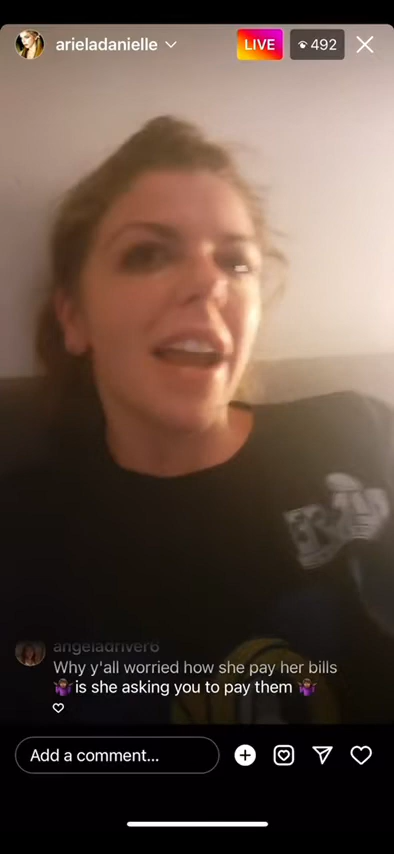 arieladanielle
LIVE
492
angeladriver6
Why y'all worried how she pay her bills
🤷🏾‍♀️is she asking you to pay them 🤷🏾‍♀️
Add a comment...